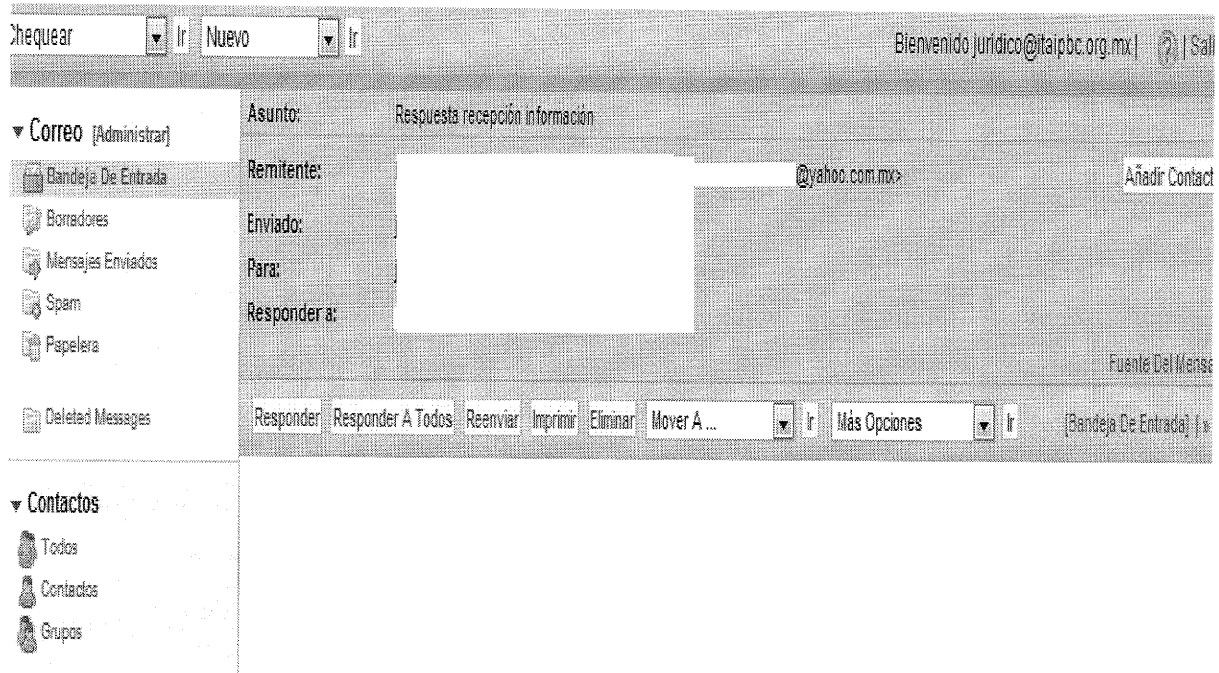 Chequear Ir Nuevo Ir
Bienvenido juridico@itaipbc.org.mx | | Sali
Correo [Administrar]
Bandeja De Entrada
Borradores
Mensajes Enviados
Spam
Papelera
Deleted Messages
Contactos
Todos
Contactos
Grupos
Asunto: Respuesta recepción información
Remitente: @yahoo.com.mx> Añadir Contact
Enviado:
Para:
Responder a:
Fuente Del Mensa
Responder Responder A Todos Reenviar Imprimir Eliminar Mover A ... Ir Más Opciones Ir [Bandeja De Entrada] | »